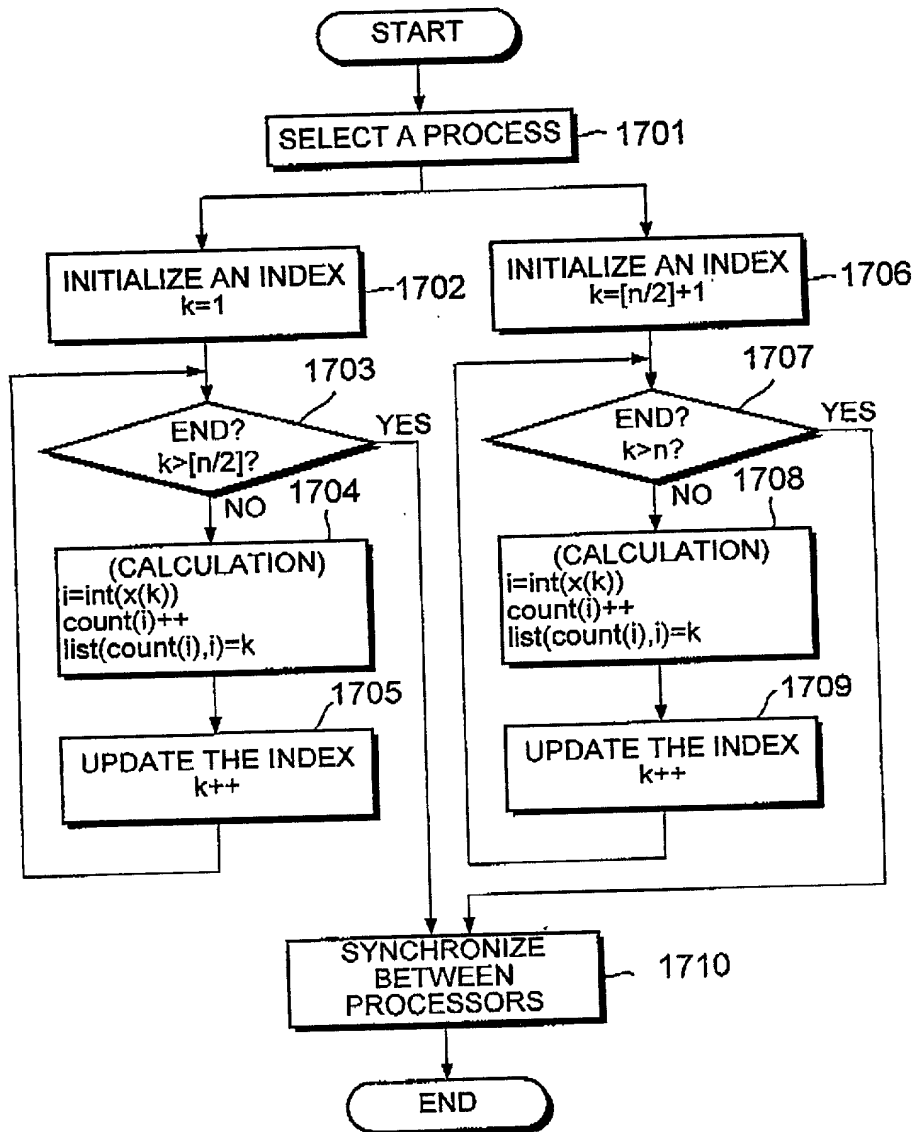 START
SELECT A PROCESS
1701
INITIALIZE AN INDEX
k=1
1702
INITIALIZE AN INDEX
k=[n/2]+1
1706
1703
END?
k>[n/2]?
YES
NO
1704
(CALCULATION)
i=int(x(k))
count(i)++
list(count(i),i)=k
1705
UPDATE THE INDEX
k++
1707
END?
k>n?
YES
NO
1708
(CALCULATION)
i=int(x(k))
count(i)++
list(count(i),i)=k
1709
UPDATE THE INDEX
k++
SYNCHRONIZE
BETWEEN
PROCESSORS
1710
END